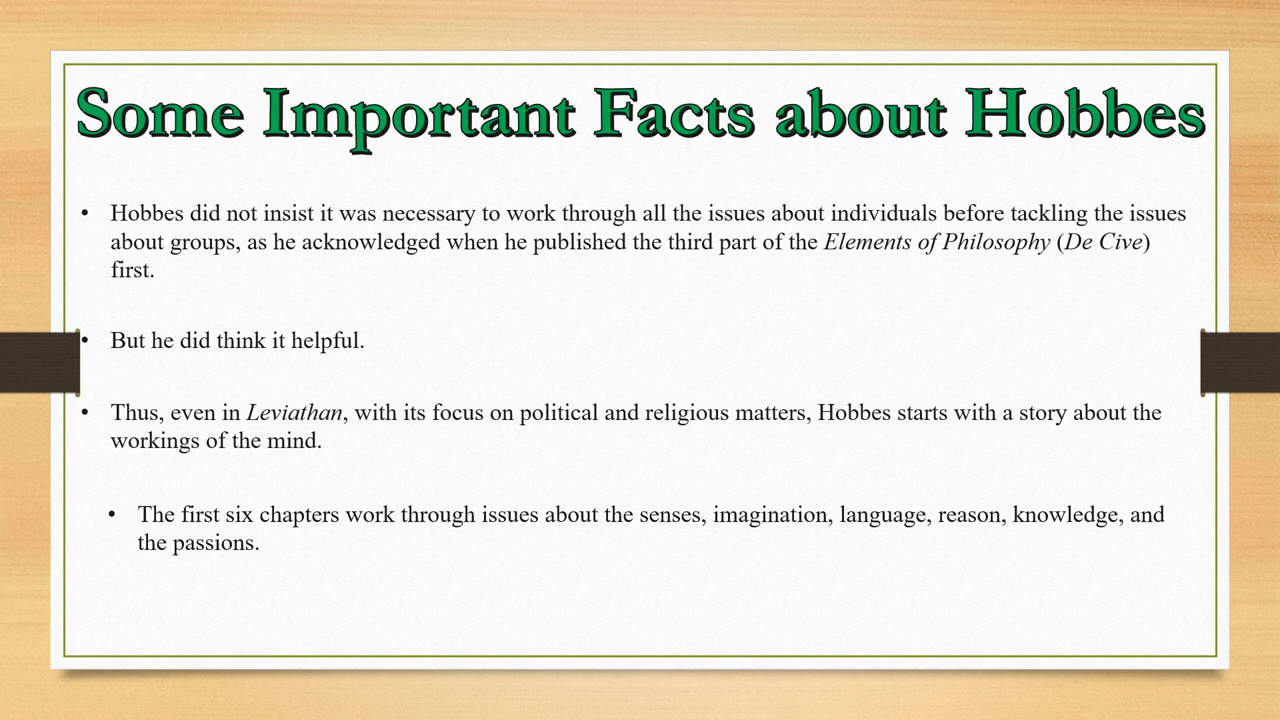 Some Important Facts about Hobbes
• Hobbes did not insist it was necessary to work through all the issues about individuals before tackling the issues
about groups, as he acknowledged when he published the third part of the Elements of Philosophy (De Cive)
first.
• But he did think it helpful.
• Thus, even in Leviathan, with its focus on political and religious matters, Hobbes starts with a story about the
workings of the mind.
• The first six chapters work through issues about the senses, imagination, language, reason, knowledge, and
the passions.